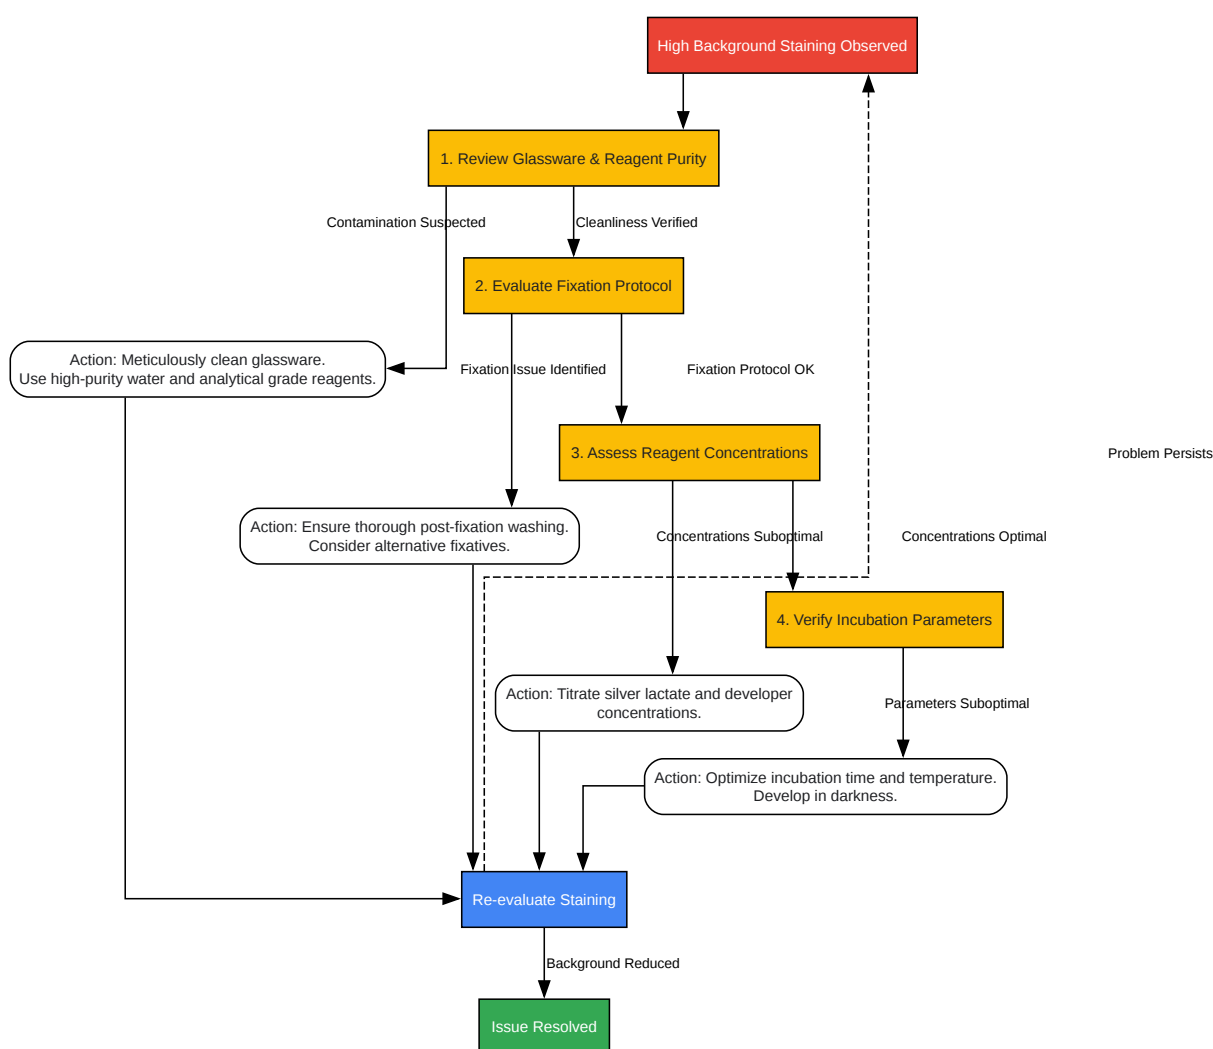 High Background Staining Observed
1. Review Glassware & Reagent Purity
Contamination Suspected
Cleanliness Verified
2. Evaluate Fixation Protocol
Action: Meticulously clean glassware.
Use high-purity water and analytical grade reagents.
Fixation Issue Identified
Fixation Protocol OK
3. Assess Reagent Concentrations
Problem Persists
Action: Ensure thorough post-fixation washing.
Consider alternative fixatives.
Concentrations Suboptimal
Concentrations Optimal
4. Verify Incubation Parameters
Action: Titrate silver lactate and developer
concentrations.
Parameters Suboptimal
Action: Optimize incubation time and temperature.
Develop in darkness.
Re-evaluate Staining
Background Reduced
Issue Resolved